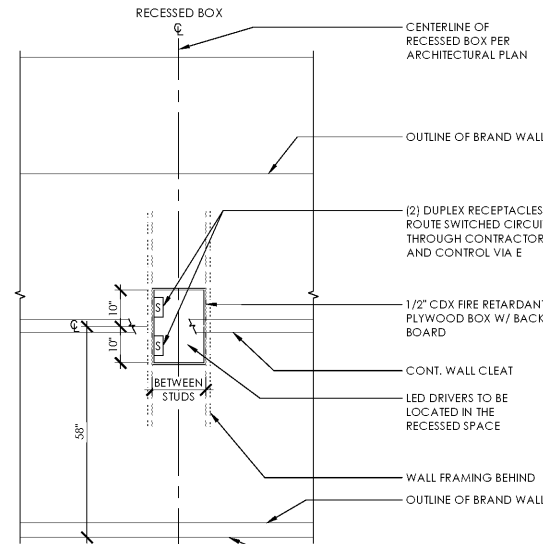 RECESSED BOX
CL
CENTERLINE OF
RECESSED BOX PER
ARCHITECTURAL PLAN
OUTLINE OF BRAND WALL
(2) DUPLEX RECEPTACLES
ROUTE SWITCHED CIRCUI
THROUGH CONTRACTOR
AND CONTROL VIA E
10"
S
1/2" CDX FIRE RETARDANT
PLYWOOD BOX W/ BACK
BOARD
CL
10"
S
CONT. WALL CLEAT
BETWEEN
STUDS
LED DRIVERS TO BE
LOCATED IN THE
RECESSED SPACE
58"
WALL FRAMING BEHIND
OUTLINE OF BRAND WALL